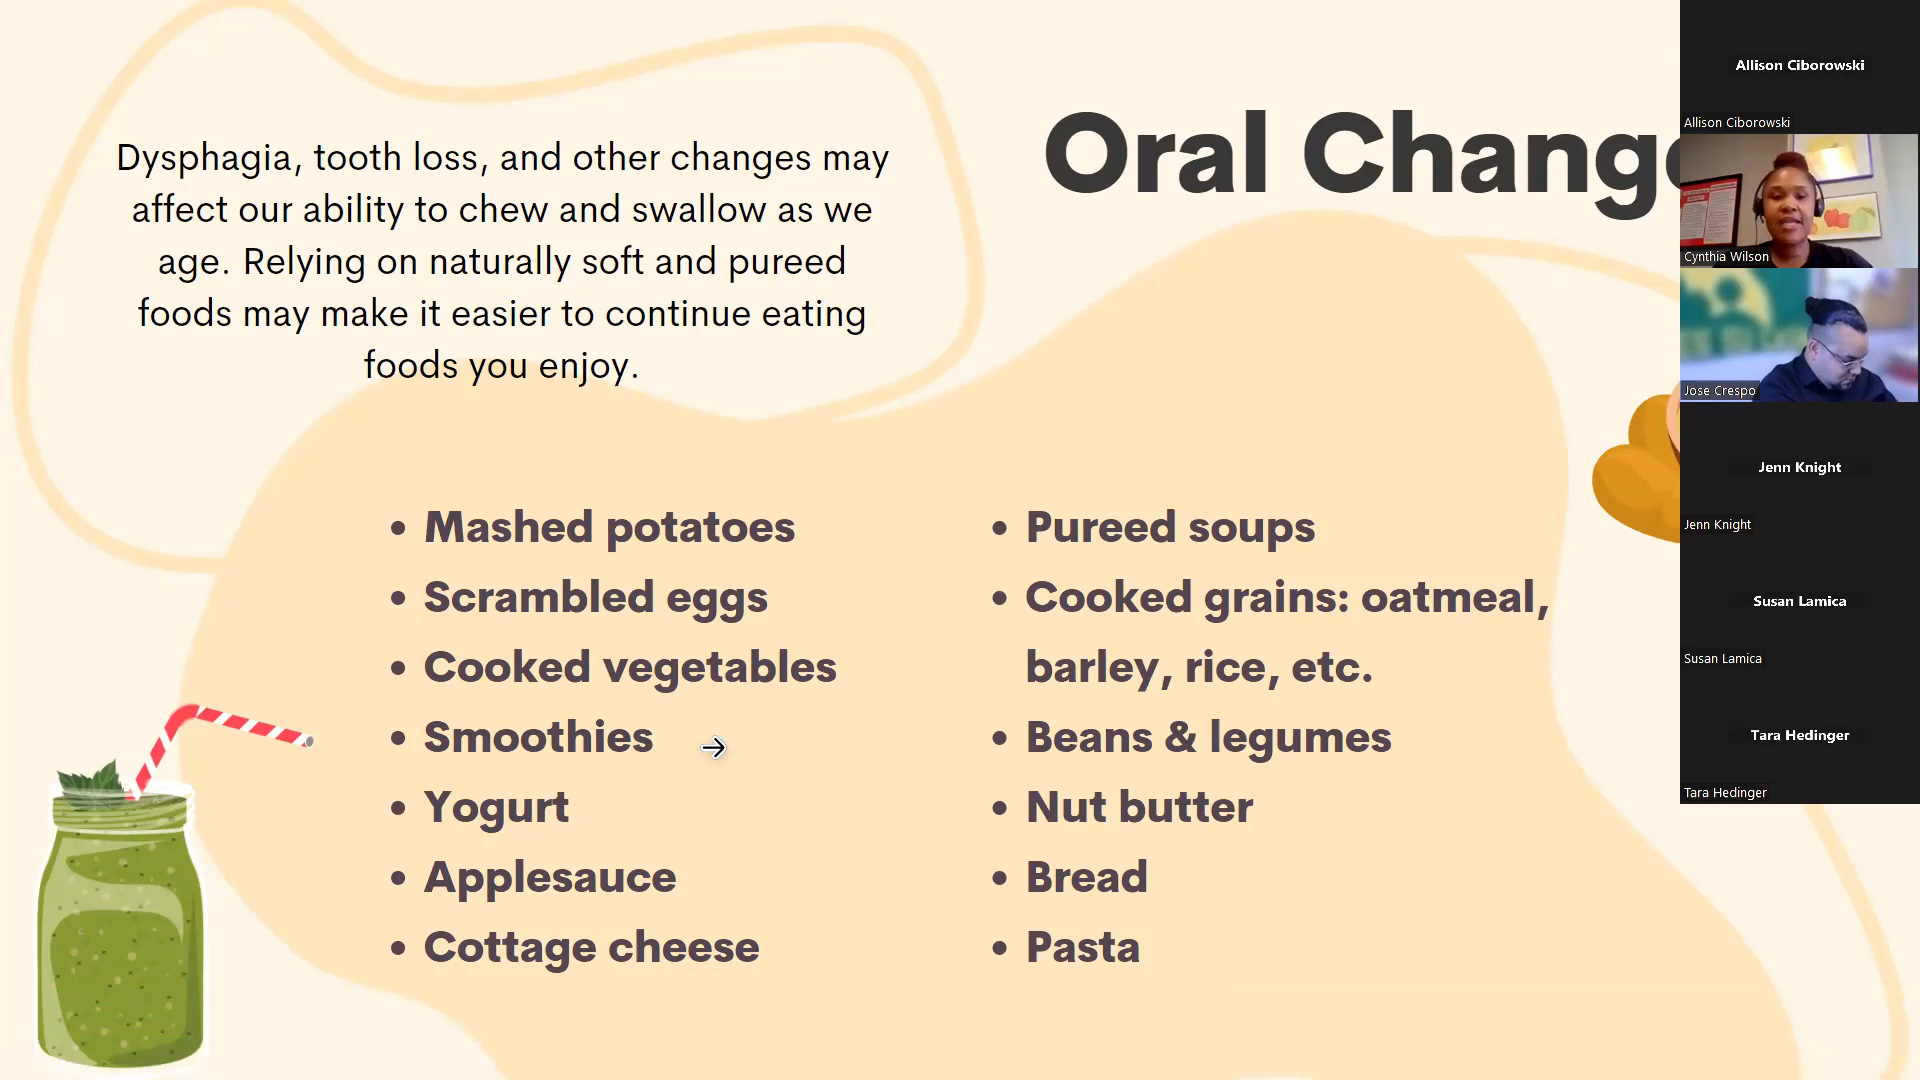 Dysphagia, tooth loss, and other changes may
affect our ability to chew and swallow as we
age. Relying on naturally soft and pureed
foods may make it easier to continue eating
foods you enjoy.
Oral Change
• Mashed potatoes
• Scrambled eggs
• Cooked vegetables
• Smoothies
• Yogurt
• Applesauce
• Cottage cheese
• Pureed soups
• Cooked grains: oatmeal,
barley, rice, etc.
• Beans & legumes
• Nut butter
• Bread
• Pasta
Allison Ciborowski
Allison Ciborowski
Cynthia Wilson
Jose Crespo
Jenn Knight
Jenn Knight
Susan Lamica
Susan Lamica
Tara Hedinger
Tara Hedinger